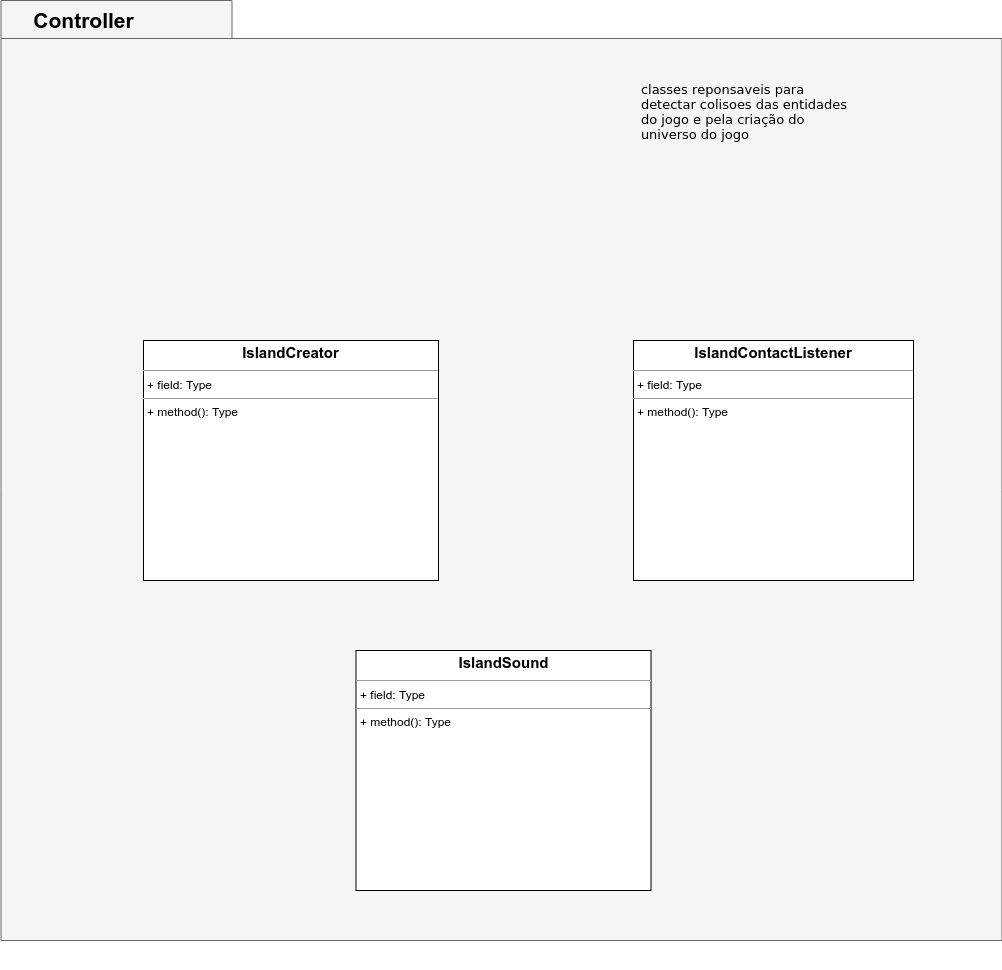 Controller
classes reponsaveis para
detectar colisoes das entidades
do jogo e pela criação do
universo do jogo
IslandCreator
+ field: Type
+ method(): Type
IslandContactListener
+ field: Type
+ method(): Type
IslandSound
+ field: Type
+ method(): Type